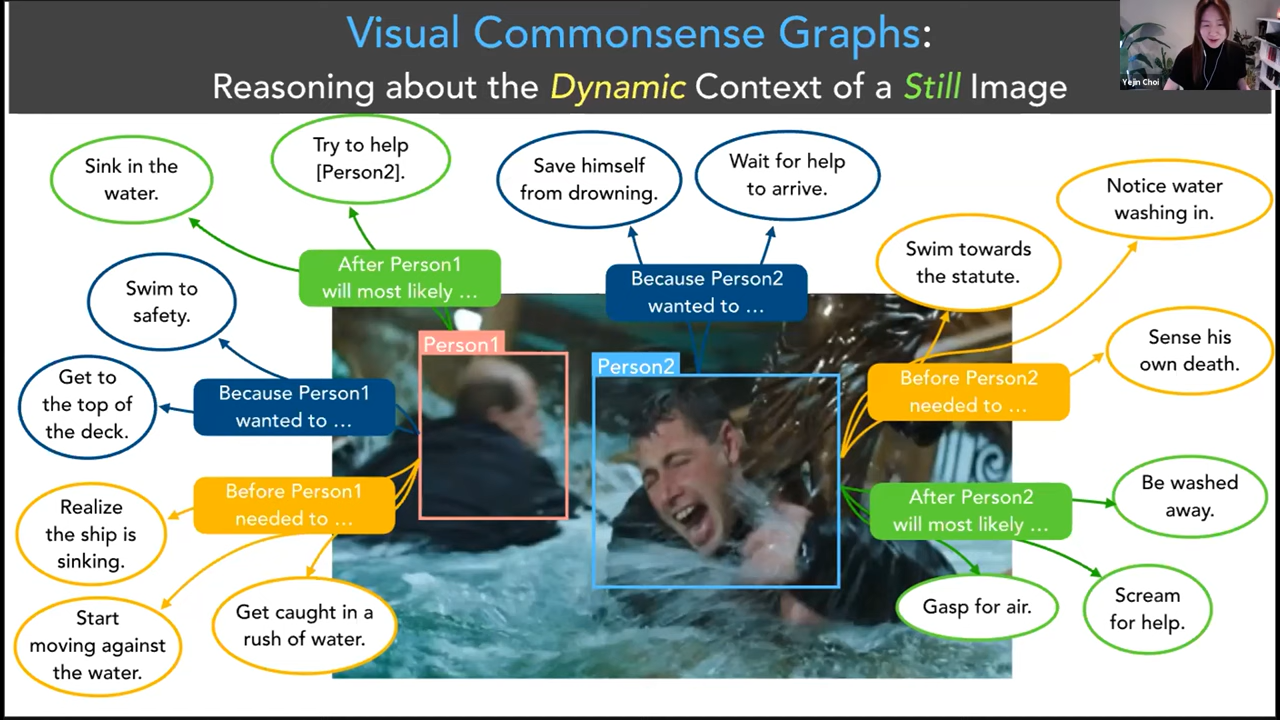 Visual Commonsense Graphs:
Reasoning about the Dynamic Context of a Still Image
Yejin Choi
Sink in the
water.
Try to help
[Person2].
Save himself
from drowning.
Wait for help
to arrive.
Notice water
washing in.
Swim towards
the statute.
After Person1
will most likely ...
Because Person2
wanted to ...
Swim to
safety.
Person1
Person2
Sense his
own death.
Get to
the top of
the deck.
Because Person1
wanted to ...
Before Person2
needed to ...
Realize
the ship is
sinking.
Before Person1
needed to ...
After Person2
will most likely ...
Be washed
away.
Start
moving against
the water.
Get caught in a
rush of water.
Gasp for air.
Scream
for help.